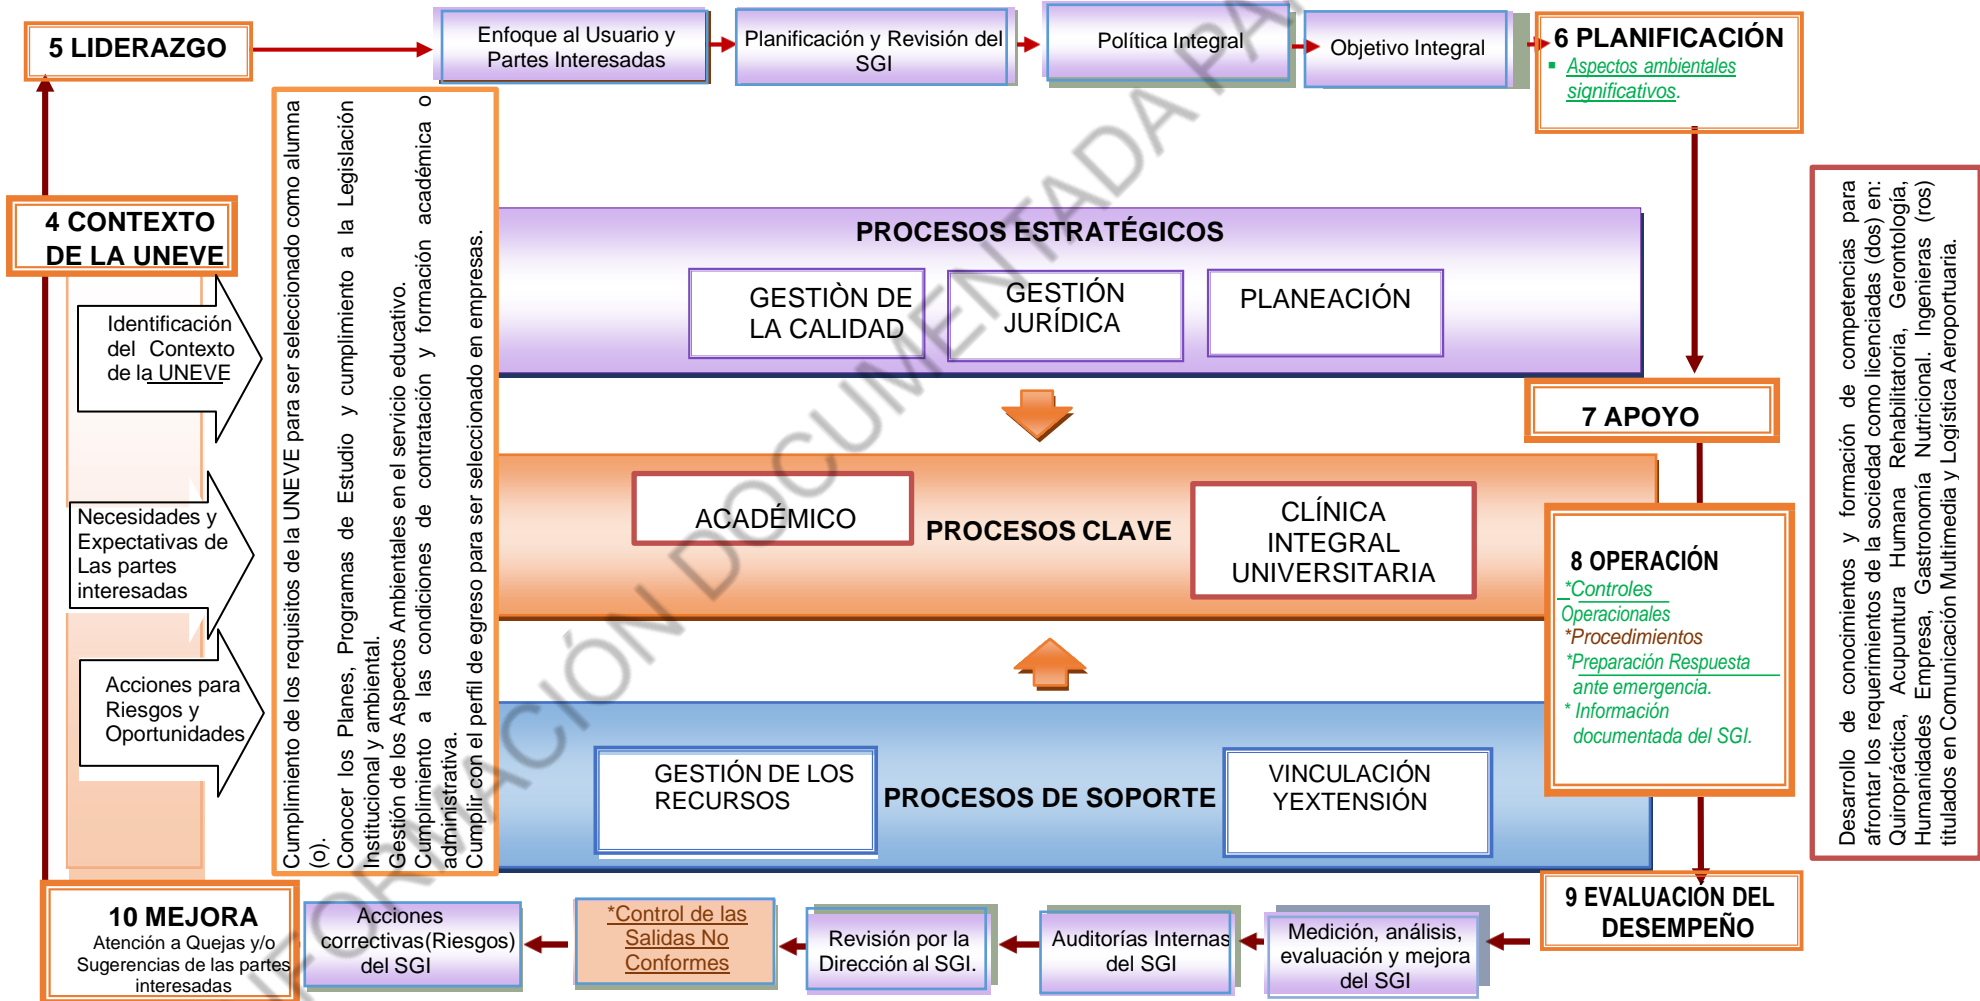 5 LIDERAZGO
Enfoque al Usuario y
Partes Interesadas
Planificación y Revisión del
SGI
Política Integral
Objetivo Integral
6 PLANIFICACIÓN
▪ Aspectos ambientales
significativos.
4 CONTEXTO
DE LA UNEVE
Identificación
del Contexto
de la UNEVE
Necesidades y
Expectativas de
Las partes
interesadas
Acciones para
Riesgos y
Oportunidades
Cumplimiento de los requisitos de la UNEVE para ser seleccionado como alumna
(o).
Conocer los Planes, Programas de Estudio y cumplimiento a la Legislación
Institucional y ambiental.
Gestión de los Aspectos Ambientales en el servicio educativo.
Cumplimiento a las condiciones de contratación y formación académica o
administrativa.
Cumplir con el perfil de egreso para ser seleccionado en empresas.
PROCESOS ESTRATÉGICOS
GESTIÒN DE
LA CALIDAD
GESTIÓN
JURÍDICA
PLANEACIÓN
PROCESOS CLAVE
ACADÉMICO
CLÍNICA
INTEGRAL
UNIVERSITARIA
PROCESOS DE SOPORTE
GESTIÓN DE LOS
RECURSOS
VINCULACIÓN
YEXTENSIÓN
7 APOYO
8 OPERACIÓN
*Controles
Operacionales
*Procedimientos
*Preparación Respuesta
ante emergencia.
* Información
documentada del SGI.
Desarrollo de conocimientos y formación de competencias para
afrontar los requerimientos de la sociedad como licenciadas (dos) en:
Quiropráctica, Acupuntura Humana Rehabilitatoria, Gerontología,
Humanidades Empresa, Gastronomía Nutricional. Ingenieras (ros)
titulados en Comunicación Multimedia y Logística Aeroportuaria.
9 EVALUACIÓN DEL
DESEMPEÑO
Medición, análisis,
evaluación y mejora
del SGI
Auditorías Internas
del SGI
Revisión por la
Dirección al SGI.
*Control de las
Salidas No
Conformes
Acciones
correctivas(Riesgos)
del SGI
10 MEJORA
Atención a Quejas y/o
Sugerencias de las partes
interesadas
INFORMACIÓN DOCUMENTADA PA